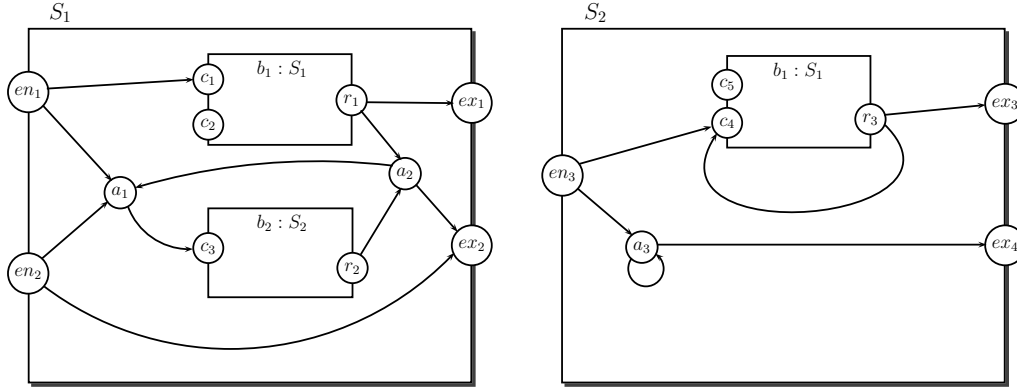 S₁
S₂
b₁ : S₁
b₁ : S₁
c₁
c₅
en₁
r₁
ex₁
ex₃
c₂
c₄
r₃
a₂
en₃
a₁
b₂ : S₂
c₃
a₃
ex₂
ex₄
en₂
r₂